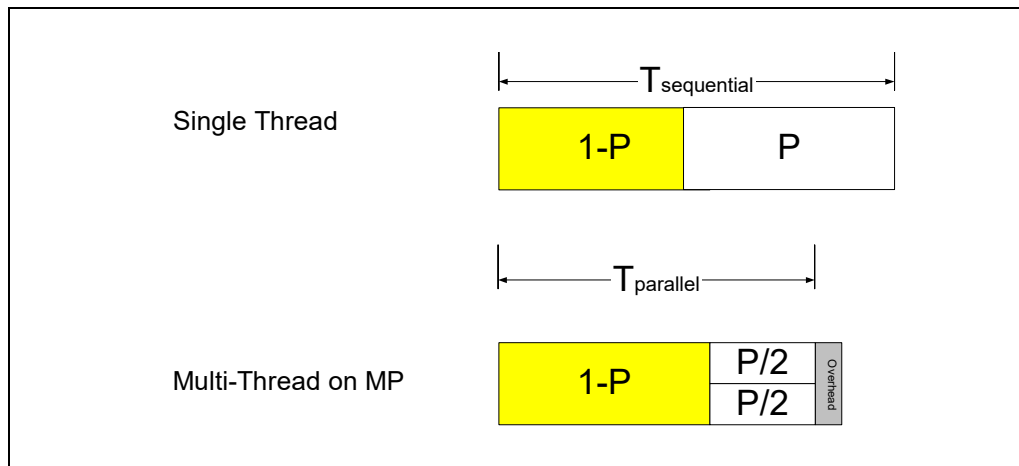 Tsequential
Single Thread
1-P
P
Tparallel
Multi-Thread on MP
1-P
P/2
P/2
Overhead